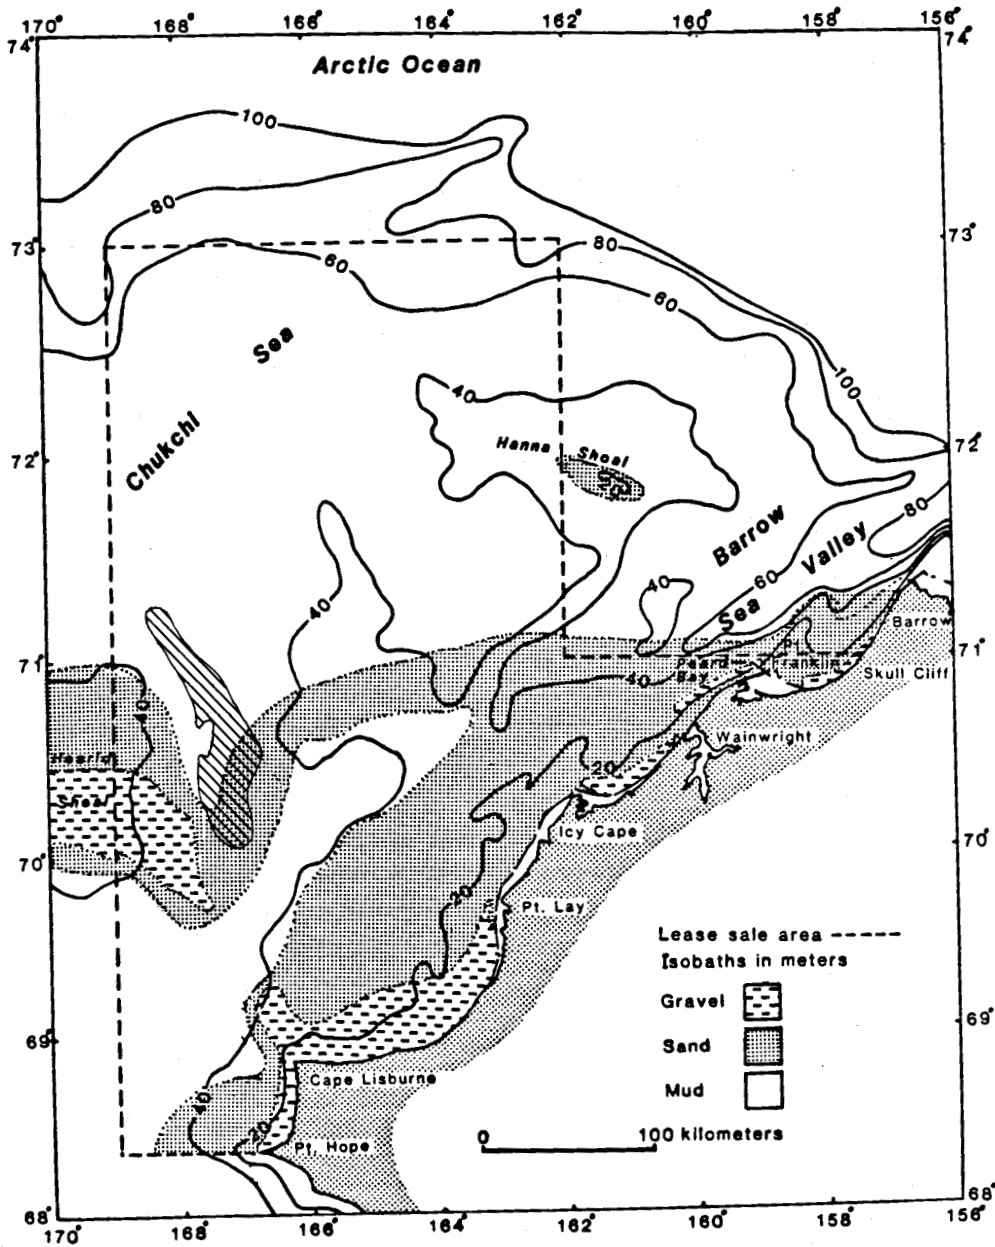 170° 168° 166° 164° 162° 160° 158° 156°
74° 74°
Arctic Ocean
100
80
73° 80 73°
60
60
Sea
100
40
72° Hanna Shoal 72°
Chukchi
80
Barrow
Valley
40 60
40
Sea
Barrow
71° Pt. Franklin 71°
Peard Bay
Skull Cliff
40
40
Wainwright
Herald
Shoal
20
Icy Cape
70° 70°
20
Pt. Lay
Lease sale area
Isobaths in meters
Gravel
69° 69°
Sand
Cape Lisburne
Mud
40
20
Pt. Hope
0 100 kilometers
68° 68°
170° 168° 166° 164° 162° 160° 158° 156°